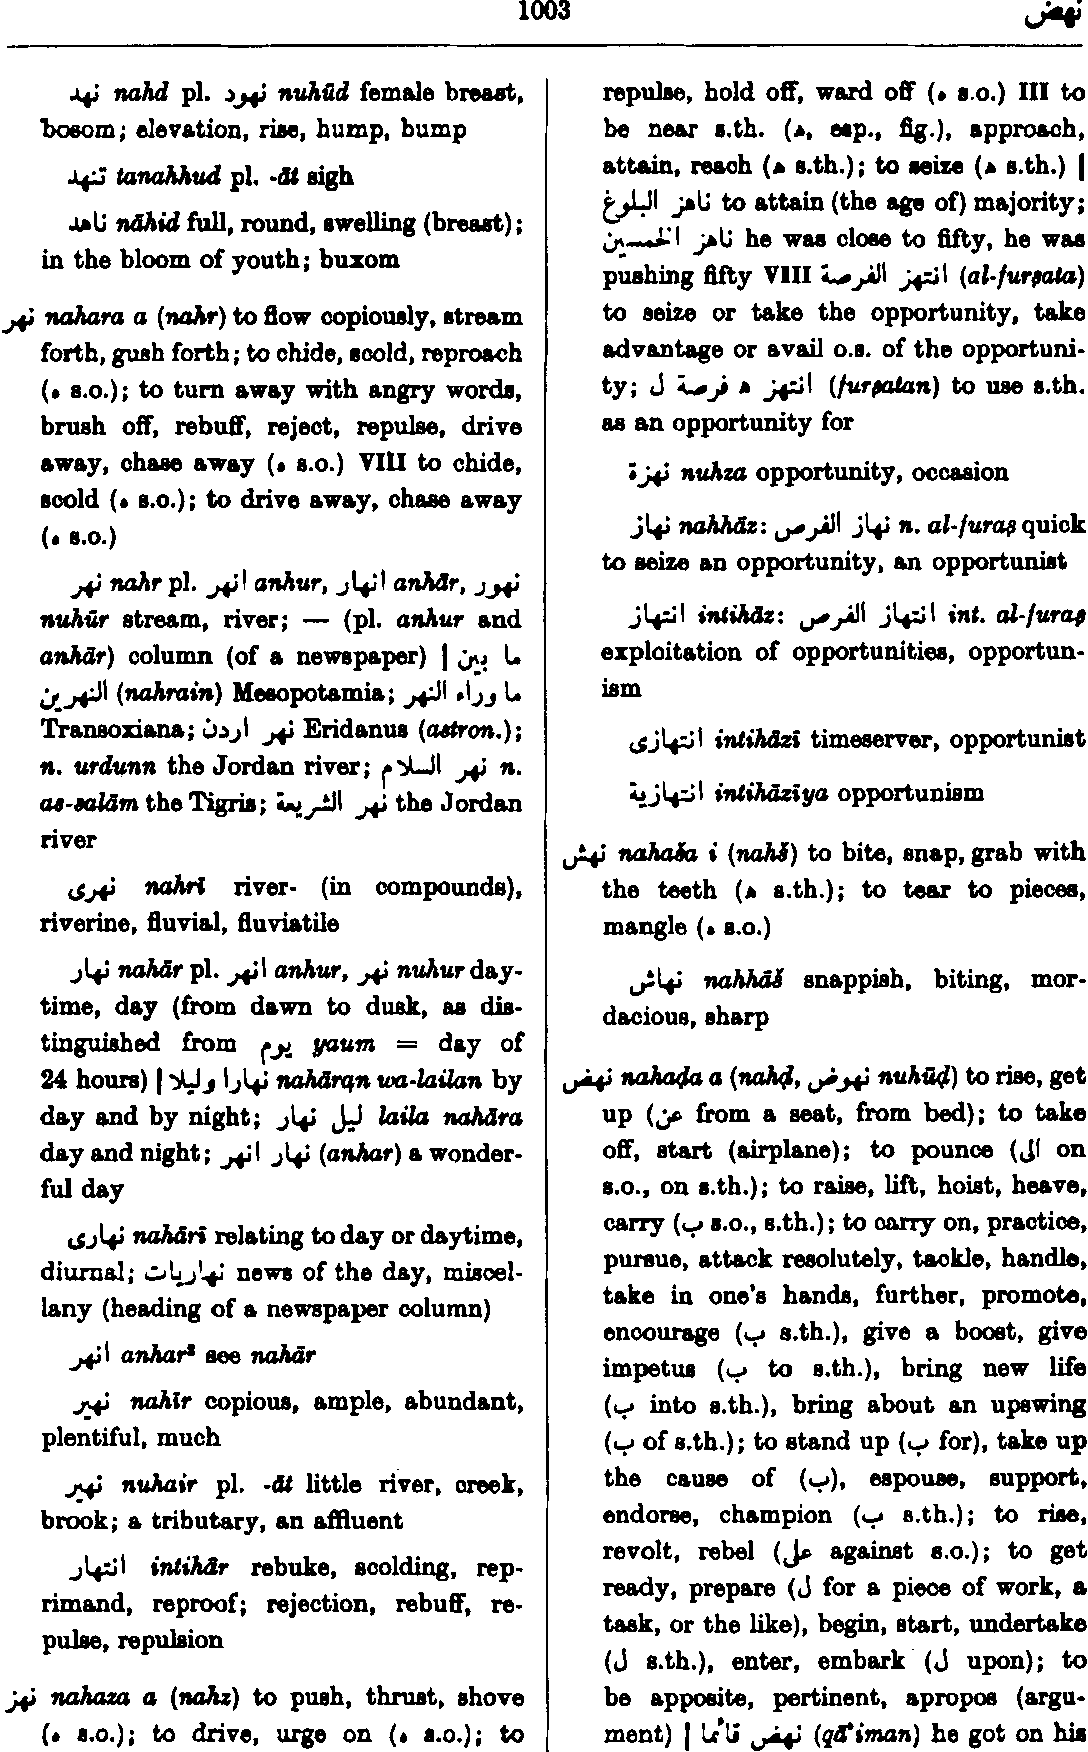 1003
نهض
نهد nahd pl. نهود nuhūd female breast,
bosom; elevation, rise, hump, bump
تنهد tanahhud pl. -āt sigh
ناهد nāhid full, round, swelling (breast);
in the bloom of youth; buxom
نهر nahara a (nahr) to flow copiously, stream
forth, gush forth; to chide, scold, reproach
(ه s.o.); to turn away with angry words,
brush off, rebuff, reject, repulse, drive
away, chase away (ه s.o.) VIII to chide,
scold (ه s.o.); to drive away, chase away
(ه s.o.)
نهر nahr pl. انهر anhur, انهار anhār, نهور
nuhūr stream, river; — (pl. anhur and
anhār) column (of a newspaper) | ما بين
النهرين (nahrain) Mesopotamia; ما وراء النهر
Transoxiana; نهر اردن Eridanus (astron.);
n. urdunn the Jordan river; نهر السلام n.
as-salām the Tigris; نهر الشريعة the Jordan
river
نهرى nahrī river- (in compounds),
riverine, fluvial, fluviatile
نهار nahār pl. انهر anhur, نهر nuhur day-
time, day (from dawn to dusk, as dis-
tinguished from يوم yaum = day of
24 hours) | نهارا وليلا nahāran wa-lailan by
day and by night; ليل نهار laila nahāra
day and night; نهار انهر (anhar) a wonder-
ful day
نهارى nahārī relating to day or daytime,
diurnal; نهاريات news of the day, miscel-
lany (heading of a newspaper column)
انهر anhar² see nahār
نهير nahīr copious, ample, abundant,
plentiful, much
نهير nuhair pl. -āt little river, creek,
brook; a tributary, an affluent
انتهار intihār rebuke, scolding, rep-
rimand, reproof; rejection, rebuff, re-
pulse, repulsion
نهز nahaza a (nahz) to push, thrust, shove
(ه s.o.); to drive, urge on (ه s.o.); to
repulse, hold off, ward off (ه s.o.) III to
be near s.th. (ه, esp., fig.), approach,
attain, reach (ه s.th.); to seize (ه s.th.) |
ناهز البلوغ to attain (the age of) majority;
ناهز الخمسين he was close to fifty, he was
pushing fifty VIII انتهز الفرصة (al-furṣata)
to seize or take the opportunity, take
advantage or avail o.s. of the opportuni-
ty; انتهز ه فرصة ل (furṣatan) to use s.th.
as an opportunity for
نهزة nuhza opportunity, occasion
نهاز nahhāz: نهاز الفرص n. al-furaṣ quick
to seize an opportunity, an opportunist
انتهاز intihāz: انتهاز الفرص int. al-furaṣ
exploitation of opportunities, opportun-
ism
انتهازى intihāzī timeserver, opportunist
انتهازية intihāzīya opportunism
نهش nahaša i (nahš) to bite, snap, grab with
the teeth (ه s.th.); to tear to pieces,
mangle (ه s.o.)
نهاش nahhāš snappish, biting, mor-
dacious, sharp
نهض nahaḍa a (nahḍ, نهوض nuhūḍ) to rise, get
up (عن from a seat, from bed); to take
off, start (airplane); to pounce (الى on
s.o., on s.th.); to raise, lift, hoist, heave,
carry (ب s.o., s.th.); to carry on, practice,
pursue, attack resolutely, tackle, handle,
take in one's hands, further, promote,
encourage (ب s.th.), give a boost, give
impetus (ب to s.th.), bring new life
(ب into s.th.), bring about an upswing
(ب of s.th.); to stand up (ب for), take up
the cause of (ب), espouse, support,
endorse, champion (ب s.th.); to rise,
revolt, rebel (على against s.o.); to get
ready, prepare (ل for a piece of work, a
task, or the like), begin, start, undertake
(ل s.th.), enter, embark (ل upon); to
be apposite, pertinent, apropos (argu-
ment) | نهض قائما (qā'iman) he got on his